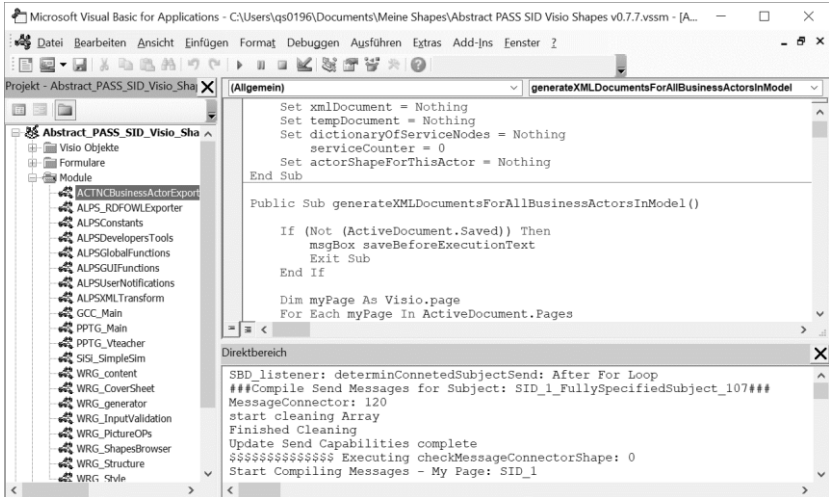 Microsoft Visual Basic for Applications - C:\Users\qs0196\Documents\Meine Shapes\Abstract PASS SID Visio Shapes v0.7.7.vssm - [A...
Datei Bearbeiten Ansicht Einfügen Format Debuggen Ausführen Extras Add-Ins Fenster ?
Projekt - Abstract_PASS_SID_Visio_Shap
Abstract_PASS_SID_Visio_Sha
Visio Objekte
Formulare
Module
ACTNCBusinessActorExport
ALPS_RDFOWLExporter
ALPSConstants
ALPSDevelopersTools
ALPSGlobalFunctions
ALPSGUIFunctions
ALPSUserNotifications
ALPSXMLTransform
GCC_Main
PPTG_Main
PPTG_Vteacher
SiSi_SimpleSim
WRG_content
WRG_CoverSheet
WRG_generator
WRG_InputValidation
WRG_PictureOPs
WRG_ShapesBrowser
WRG_Structure
WRG_Style
(Allgemein)
generateXMLDocumentsForAllBusinessActorsInModel
Set xmlDocument = Nothing
Set tempDocument = Nothing
Set dictionaryOfServiceNodes = Nothing
serviceCounter = 0
Set actorShapeForThisActor = Nothing
End Sub
Public Sub generateXMLDocumentsForAllBusinessActorsInModel()
If (Not (ActiveDocument.Saved)) Then
msgBox saveBeforeExecutionText
Exit Sub
End If
Dim myPage As Visio.page
For Each myPage In ActiveDocument.Pages
Direktbereich
SBD_listener: determinConnetedSubjectSend: After For Loop
###Compile Send Messages for Subject: SID_1_FullySpecifiedSubject_107###
MessageConnector: 120
start cleaning Array
Finished Cleaning
Update Send Capabilities complete
$$$$$$$$$$$$$$ Executing checkMessageConnectorShape: 0
Start Compiling Messages - My Page: SID_1